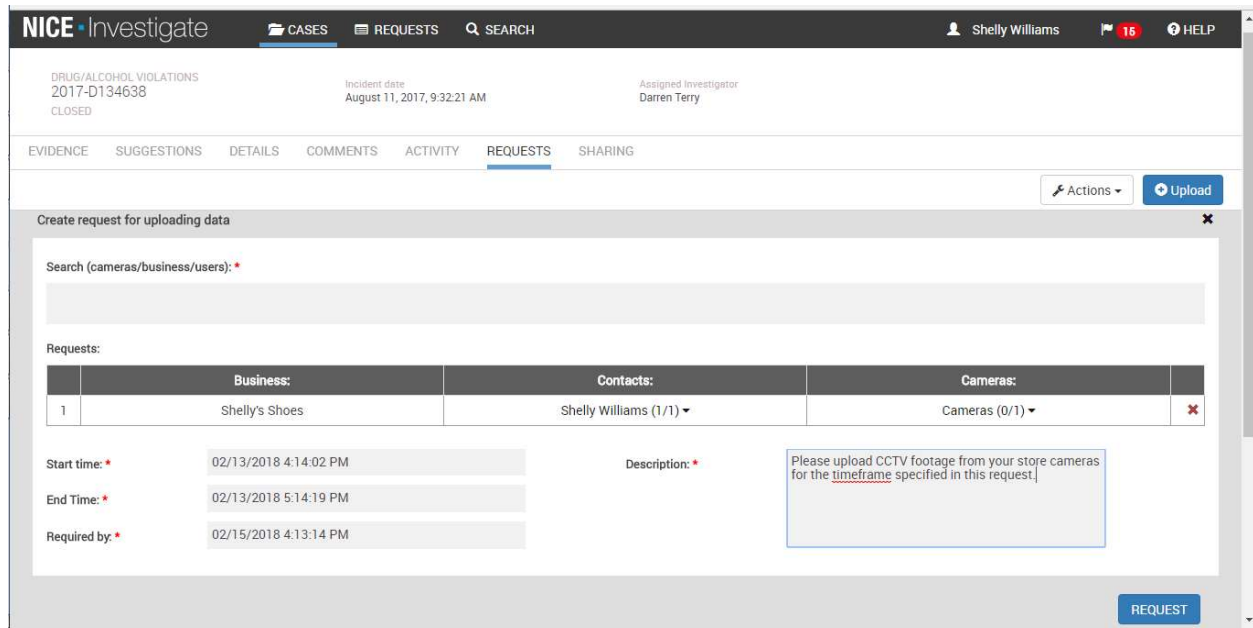 NICE Investigate CASES REQUESTS SEARCH Shelly Williams 15 HELP
DRUG/ALCOHOL VIOLATIONS
2017-D134638
CLOSED
Incident date
August 11, 2017, 9:32:21 AM
Assigned Investigator
Darren Terry
EVIDENCE SUGGESTIONS DETAILS COMMENTS ACTIVITY REQUESTS SHARING
Actions Upload
Create request for uploading data
Search (cameras/business/users): *
Requests:
Business: Contacts: Cameras:
1 Shelly's Shoes Shelly Williams (1/1) Cameras (0/1)
Start time: * 02/13/2018 4:14:02 PM
End Time: * 02/13/2018 5:14:19 PM
Required by: * 02/15/2018 4:13:14 PM
Description: *
Please upload CCTV footage from your store cameras
for the timeframe specified in this request.
REQUEST